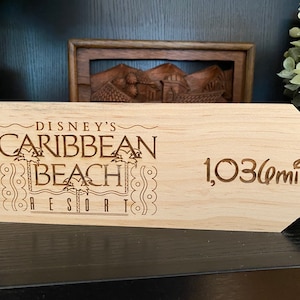 DISNEY'S
CARIBBEAN
BEACH
RESORT
1,036mi